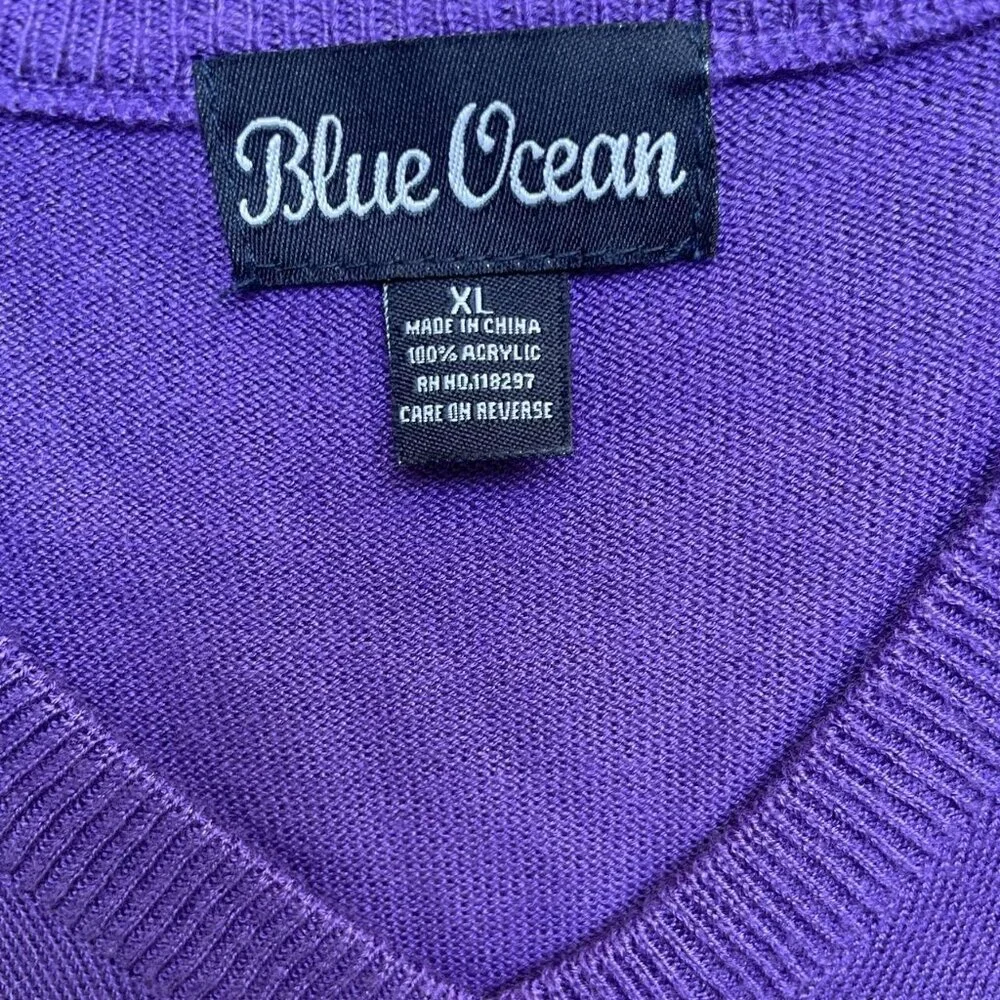 Blue Ocean
XL
MADE IN CHINA
100% ACRYLIC
RN NO.118297
CARE ON REVERSE